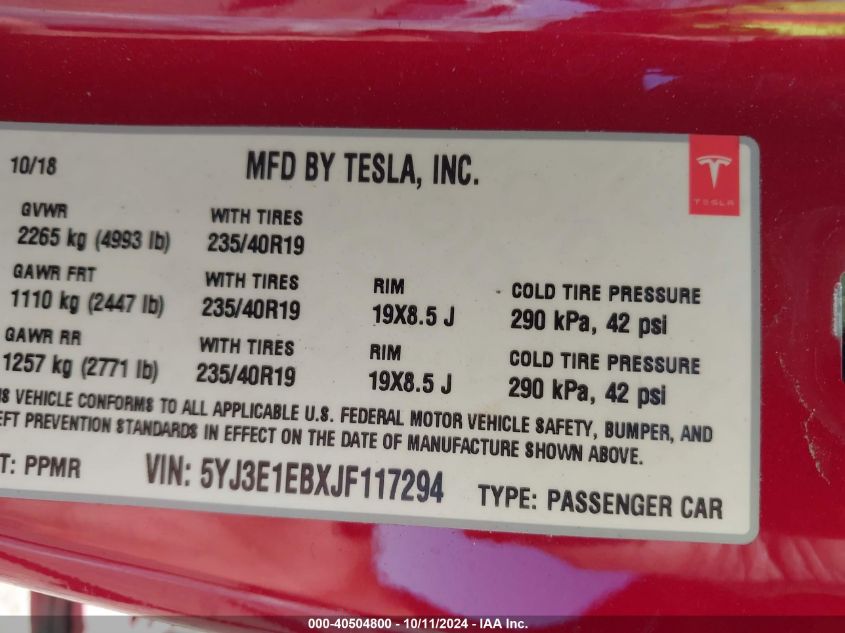 10/18 MFD BY TESLA, INC.
TESLA
GVWR WITH TIRES
2265 kg (4993 lb) 235/40R19
GAWR FRT WITH TIRES RIM COLD TIRE PRESSURE
1110 kg (2447 lb) 235/40R19 19X8.5 J 290 kPa, 42 psi
GAWR RR WITH TIRES RIM COLD TIRE PRESSURE
1257 kg (2771 lb) 235/40R19 19X8.5 J 290 kPa, 42 psi
VEHICLE CONFORMS TO ALL APPLICABLE U.S. FEDERAL MOTOR VEHICLE SAFETY, BUMPER, AND
PREVENTION STANDARDS IN EFFECT ON THE DATE OF MANUFACTURE SHOWN ABOVE.
T: PPMR VIN: 5YJ3E1EBXJF117294 TYPE: PASSENGER CAR
000-40504800 - 10/11/2024 - IAA Inc.